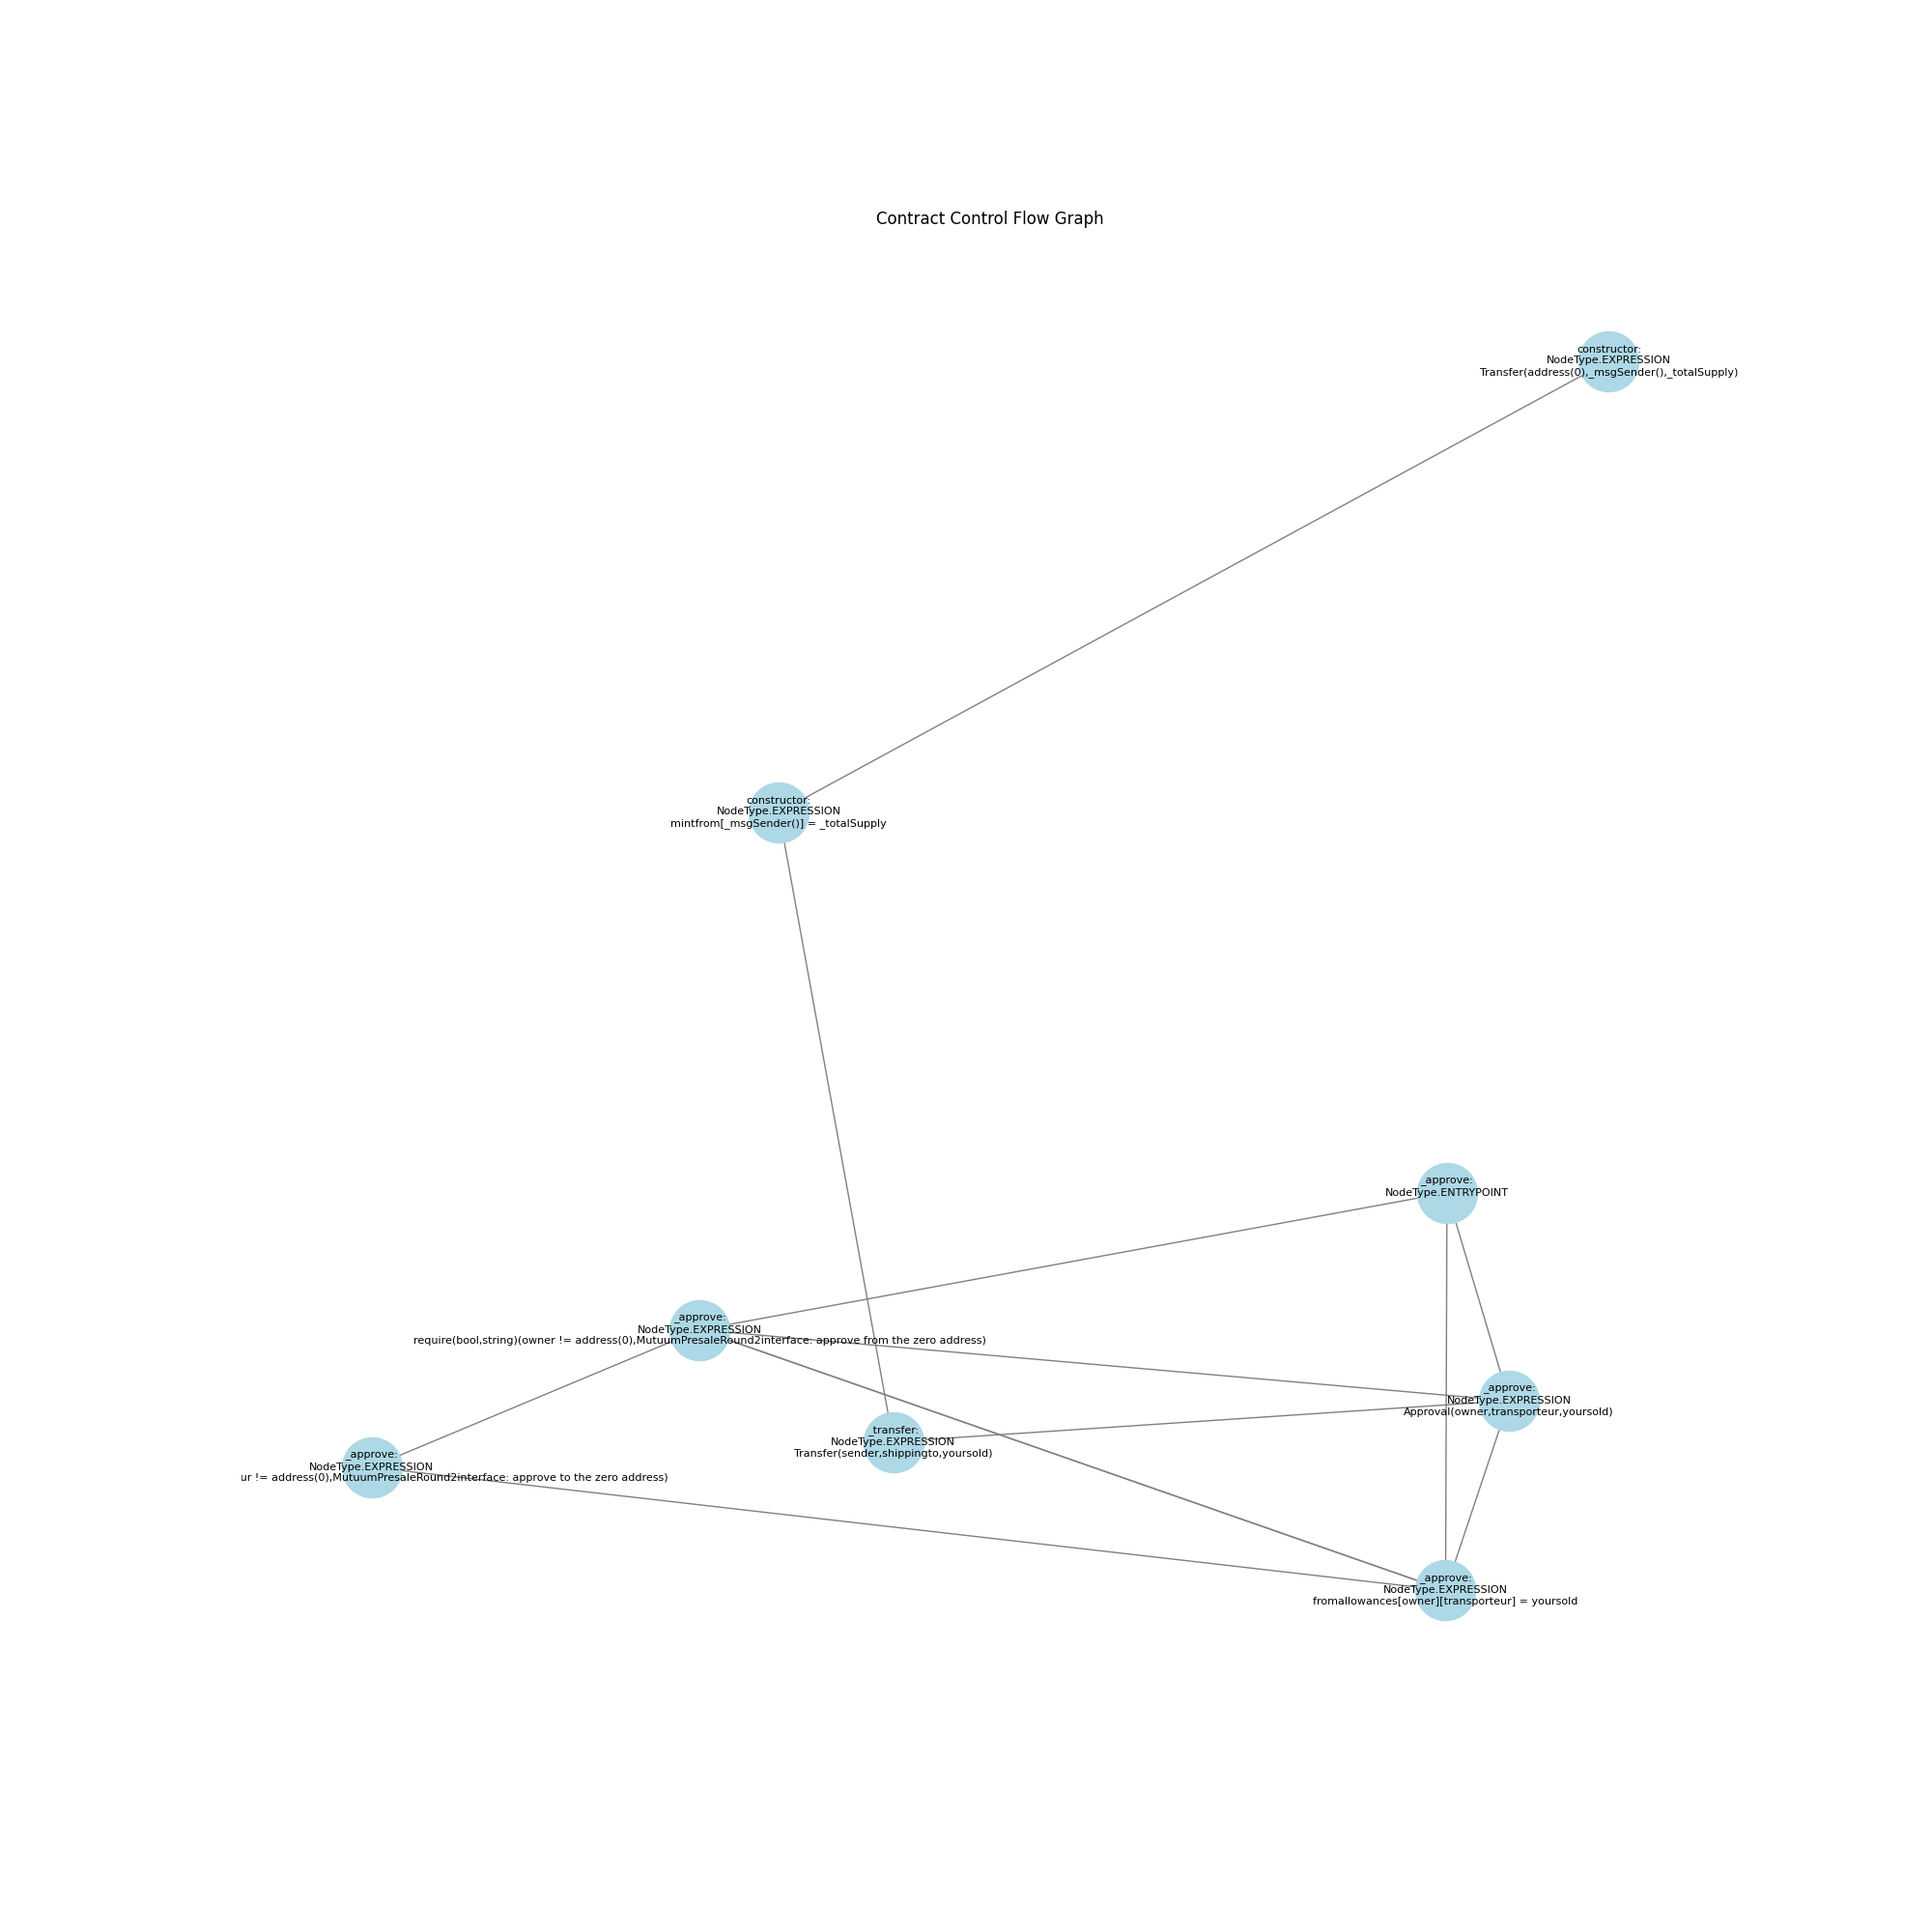 Contract Control Flow Graph
constructor:
NodeType.EXPRESSION
Transfer(address(0),_msgSender(),_totalSupply)
constructor:
NodeType.EXPRESSION
mintfrom[_msgSender()] = _totalSupply
_approve:
NodeType.ENTRYPOINT
_approve:
NodeType.EXPRESSION
require(bool,string)(owner != address(0),MutuumPresaleRound2interface: approve from the zero address)
_approve:
NodeType.EXPRESSION
Approval(owner,transporteur,yoursold)
_transfer:
NodeType.EXPRESSION
Transfer(sender,shippingto,yoursold)
_approve:
NodeType.EXPRESSION
ur != address(0),MutuumPresaleRound2interface: approve to the zero address)
_approve:
NodeType.EXPRESSION
fromallowances[owner][transporteur] = yoursold